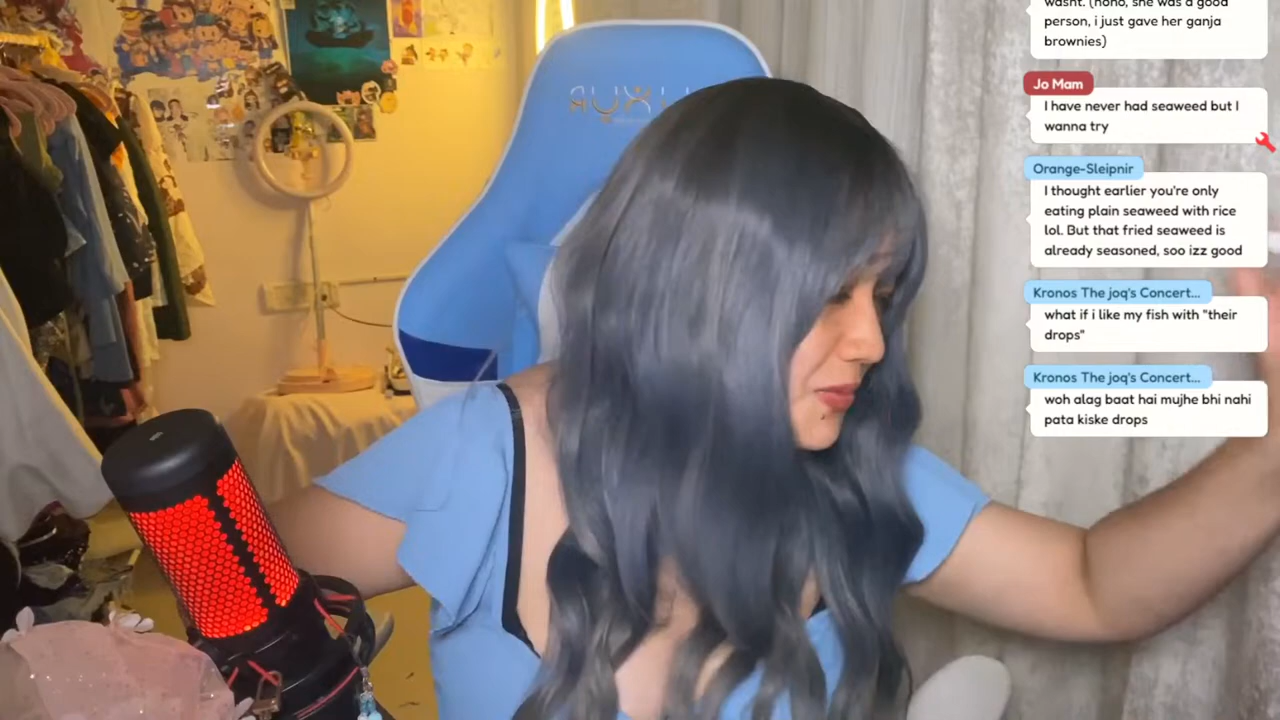 wasnt. (hono, she was a good
person, i just gave her ganja
brownies)
Jo Mam
I have never had seaweed but I
wanna try
Orange-Sleipnir
I thought earlier you're only
eating plain seaweed with rice
lol. But that fried seaweed is
already seasoned, soo izz good
Kronos The joq's Concert...
what if i like my fish with "their
drops"
Kronos The joq's Concert...
woh alag baat hai mujhe bhi nahi
pata kiske drops